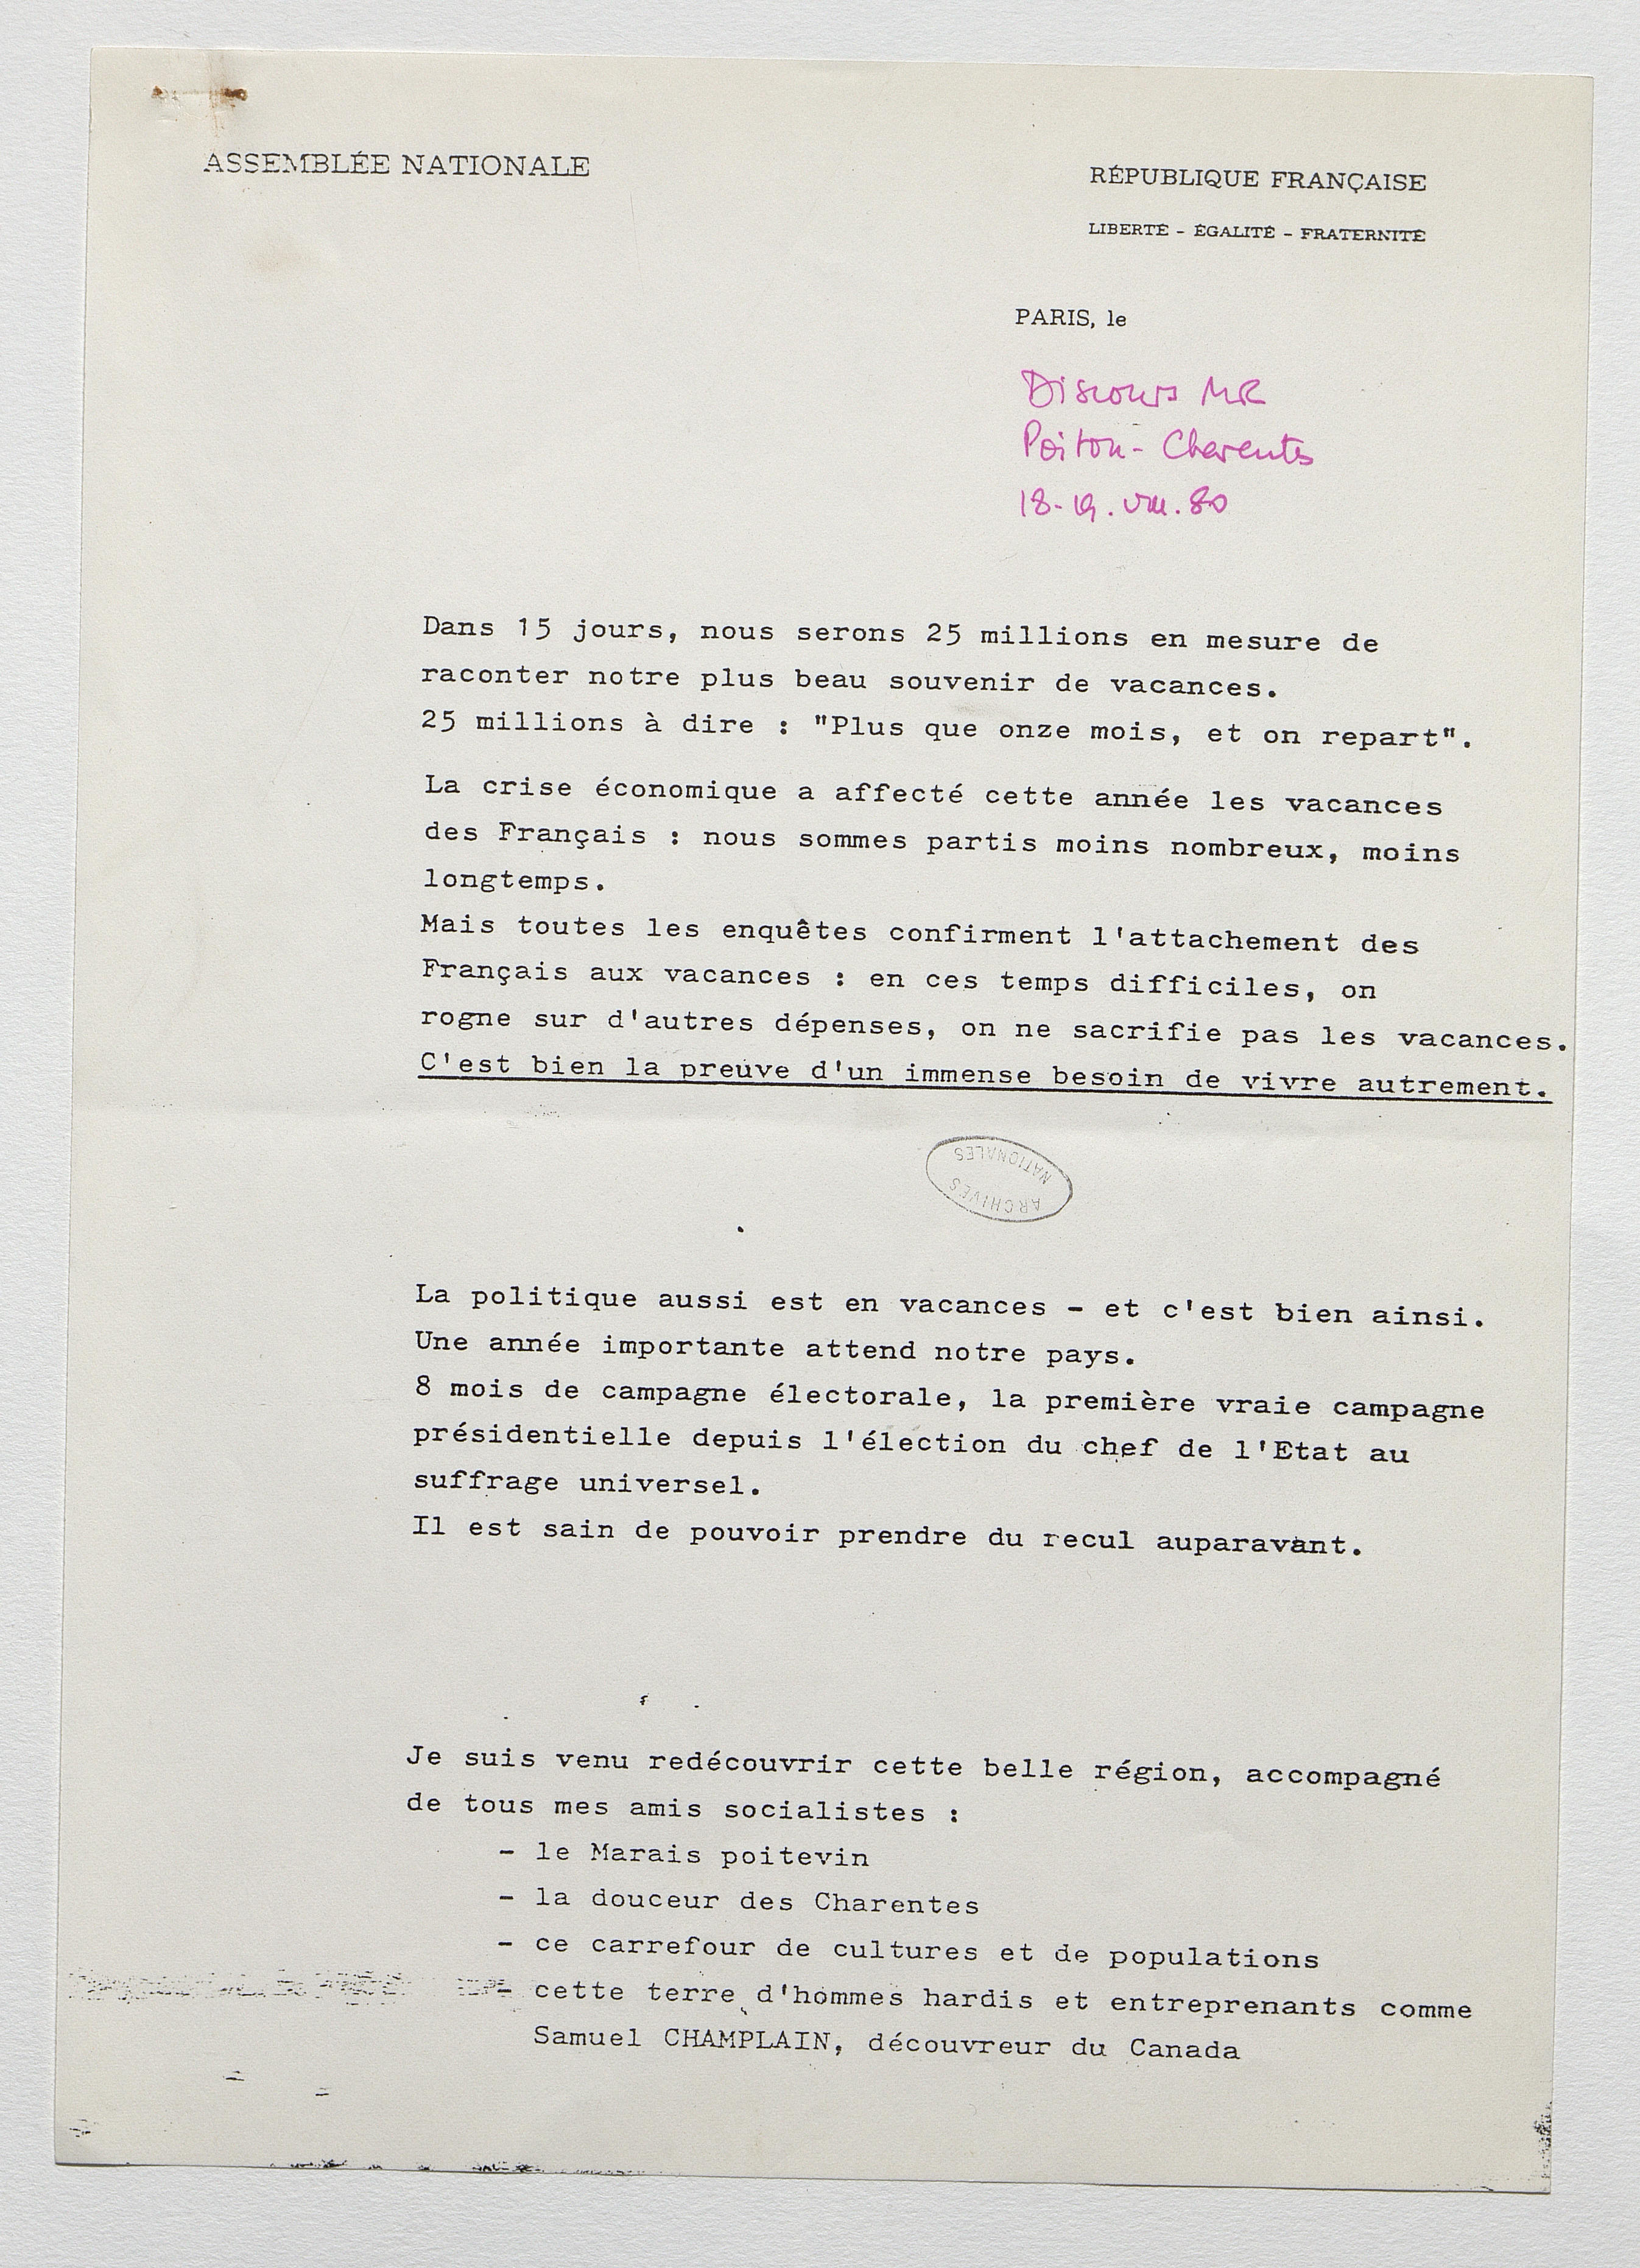 ASSEMBLÉE NATIONALE
RÉPUBLIQUE FRANÇAISE
LIBERTÉ - ÉGALITÉ - FRATERNITÉ
PARIS, le
Discours MR
Poitou-Charentes
18-19.VIII.80
Dans 15 jours, nous serons 25 millions en mesure de
raconter notre plus beau souvenir de vacances.
25 millions à dire : "Plus que onze mois, et on repart".
La crise économique a affecté cette année les vacances
des Français : nous sommes partis moins nombreux, moins
longtemps.
Mais toutes les enquêtes confirment l'attachement des
Français aux vacances : en ces temps difficiles, on
rogne sur d'autres dépenses, on ne sacrifie pas les vacances.
C'est bien la preuve d'un immense besoin de vivre autrement.
ARCHIVES
NATIONALES
La politique aussi est en vacances - et c'est bien ainsi.
Une année importante attend notre pays.
8 mois de campagne électorale, la première vraie campagne
présidentielle depuis l'élection du chef de l'Etat au
suffrage universel.
Il est sain de pouvoir prendre du recul auparavant.
Je suis venu redécouvrir cette belle région, accompagné
de tous mes amis socialistes :
- le Marais poitevin
- la douceur des Charentes
- ce carrefour de cultures et de populations
- cette terre d'hommes hardis et entreprenants comme
Samuel CHAMPLAIN, découvreur du Canada